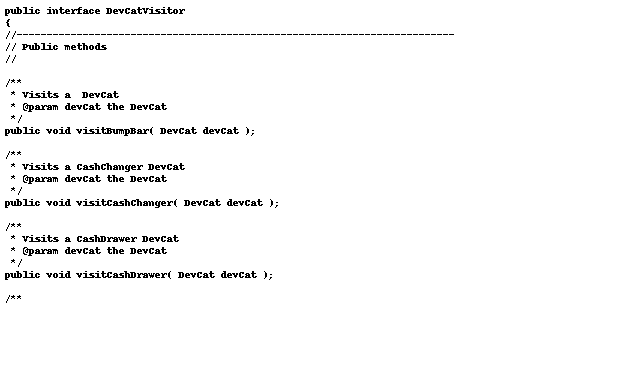 public interface DevCatVisitor
{
//-------------------------------------------------------------------------
// Public methods
//
/**
* Visits a  DevCat
* @param devCat the DevCat
*/
public void visitBumpBar( DevCat devCat );
/**
* Visits a CashChanger DevCat
* @param devCat the DevCat
*/
public void visitCashChanger( DevCat devCat );
/**
* Visits a CashDrawer DevCat
* @param devCat the DevCat
*/
public void visitCashDrawer( DevCat devCat );
/**